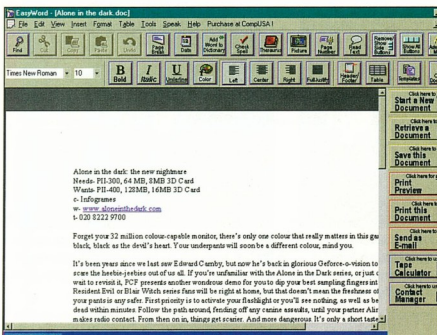 EasyWord - [Alone in the dark.doc]
File Edit View Insert Format Table Tools Speak Help Purchase at CompUSA!
Find Cut Copy Paste Undo Page Break Date Add Word to Dictionary Check Spell Thesaurus Picture Page Number Read Text Remove Side Buttons Show All Buttons
Times New Roman 10 B Bold I Italic U Underline Color Left Center Right Full-Justify Header/Footer Table Templates
Click here to
Start a New
Document
Click here to
Retrieve a
Document
Click here to
Save this
Document
Click here for
Print
Preview
Click here to
Print this
Document
Click here to
Send as
E-mail
Click here to
Tape
Calculator
Click here to
Contact
Manager
Alone in the dark: the new nightmare
Needs- PII-300, 64 MB, 8MB 3D Card
Wants- PII-400, 128MB, 16MB 3D Card
c- Infogrames
w- www.aloneinthedark.com
t- 020 8222 9700
Forget your 32 million colour-capable monitor, there's only one colour that really matters in this ga
black, black as the devil's heart. Your underpants will soon be a different colour, mind you.
It's been years since we last saw Edward Carnby, but now he's back in glorious Geforce-o-vision to
scare the heebie-jeebies out of us all. If you're unfamiliar with the Alone in the Dark series, or just c
wait to revisit it, PCF presents another wondrous demo for you to dip your best sampling fingers int
Resident Evil or Blair Witch series fans will be right at home, but that doesn't mean the freshness of
your pants is any safer. First priority is to activate your flashlight or you'll see nothing, as well as be
dead within minutes. Follow the path around, fending off any canine assaults, until your partner Alin
makes radio contact. From then on in, things get scarier. And more dangerous. It's only a short taste